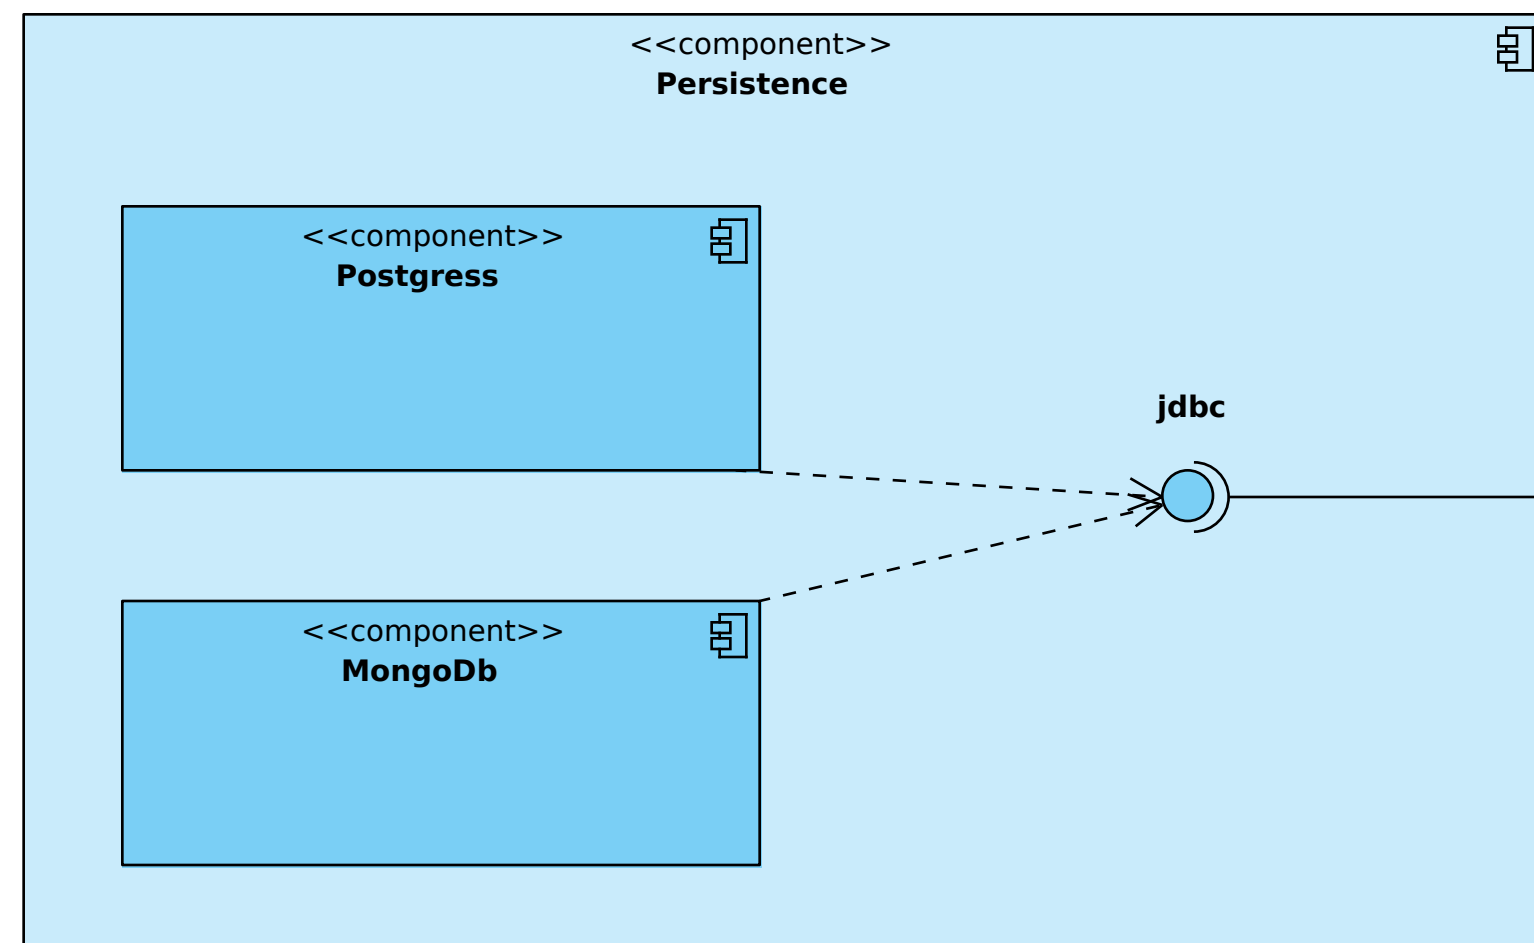 <<component>>
Persistence
<<component>>
Postgress
jdbc
<<component>>
MongoDb